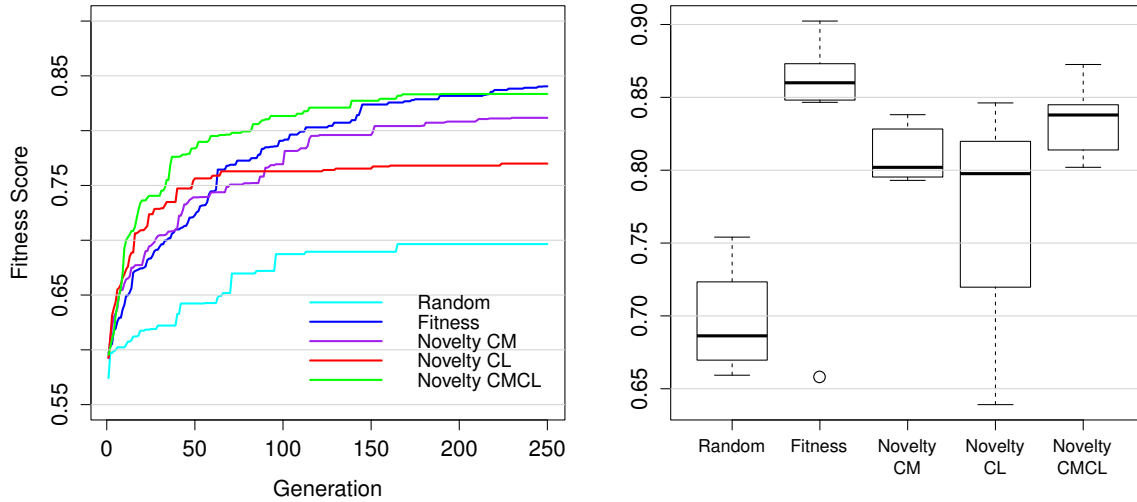 Fitness Score
0.85
0.75
0.65
0.55
0 50 100 150 200 250
Generation
Random
Fitness
Novelty CM
Novelty CL
Novelty CMCL
0.90
0.85
0.80
0.75
0.70
0.65
Random
Fitness
Novelty
CM
Novelty
CL
Novelty
CMCL